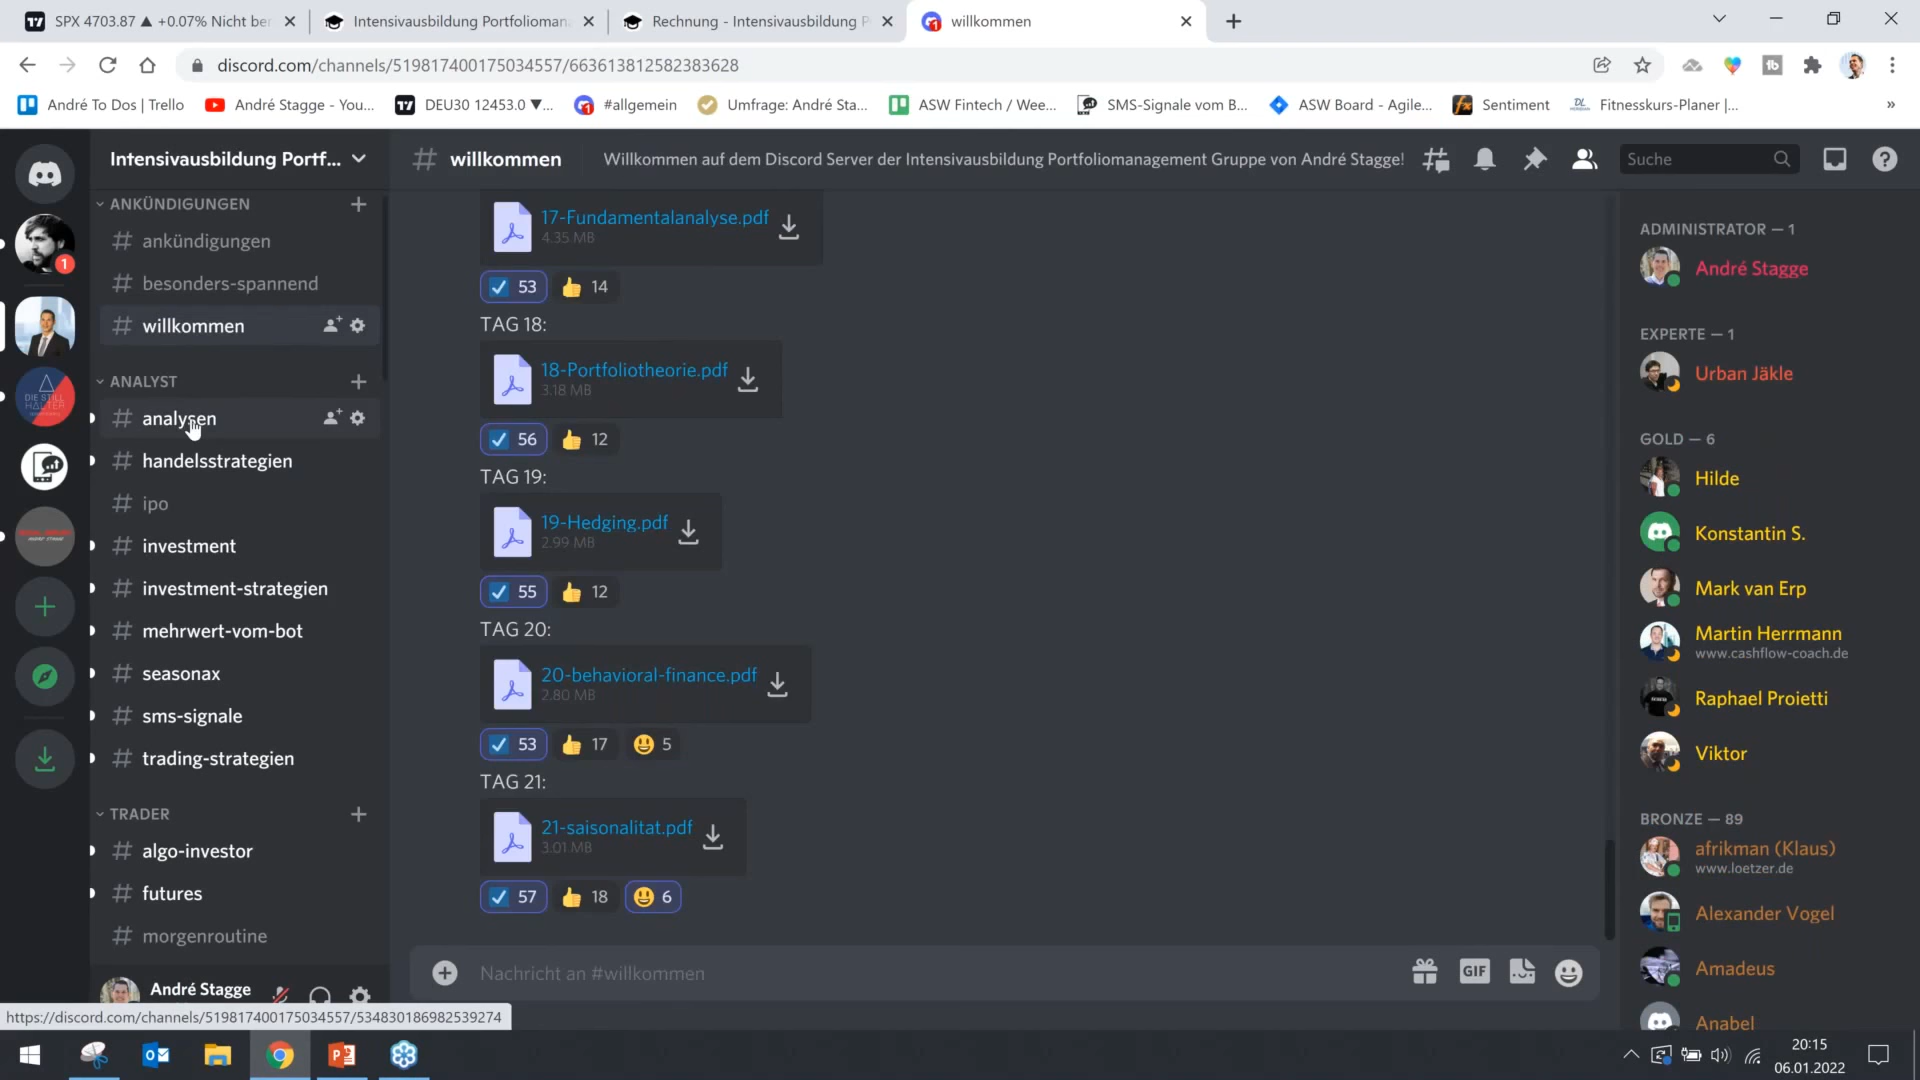 SPX 4703.87 ▲ +0.07% Nicht ber
Intensivausbildung Portfolioman
Rechnung - Intensivausbildung P
willkommen
discord.com/channels/519817400175034557/663613812582383628
André To Dos | Trello
André Stagge - You...
DEU30 12453.0 ▼...
#allgemein
Umfrage: André Sta...
ASW Fintech / Wee...
SMS-Signale vom B...
ASW Board - Agile...
Sentiment
Fitnesskurs-Planer |...
Intensivausbildung Portf...
ANKÜNDIGUNGEN
# ankündigungen
# besonders-spannend
# willkommen
ANALYST
# analysen
# handelsstrategien
# ipo
# investment
# investment-strategien
# mehrwert-vom-bot
# seasonax
# sms-signale
# trading-strategien
TRADER
# algo-investor
# futures
# morgenroutine
André Stagge
https://discord.com/channels/519817400175034557/534830186982539274
# willkommen
Willkommen auf dem Discord Server der Intensivausbildung Portfoliomanagement Gruppe von André Stagge!
Suche
17-Fundamentalanalyse.pdf
4.35 MB
53 14
TAG 18:
18-Portfoliotheorie.pdf
3.18 MB
56 12
TAG 19:
19-Hedging.pdf
2.99 MB
55 12
TAG 20:
20-behavioral-finance.pdf
2.80 MB
53 17 5
TAG 21:
21-saisonalitat.pdf
3.01 MB
57 18 6
Nachricht an #willkommen
GIF
ADMINISTRATOR — 1
André Stagge
EXPERTE — 1
Urban Jäkle
GOLD — 6
Hilde
Konstantin S.
Mark van Erp
Martin Herrmann
www.cashflow-coach.de
Raphael Proietti
Viktor
BRONZE — 89
afrikman (Klaus)
www.loetzer.de
Alexander Vogel
Amadeus
Anabel
20:15
06.01.2022